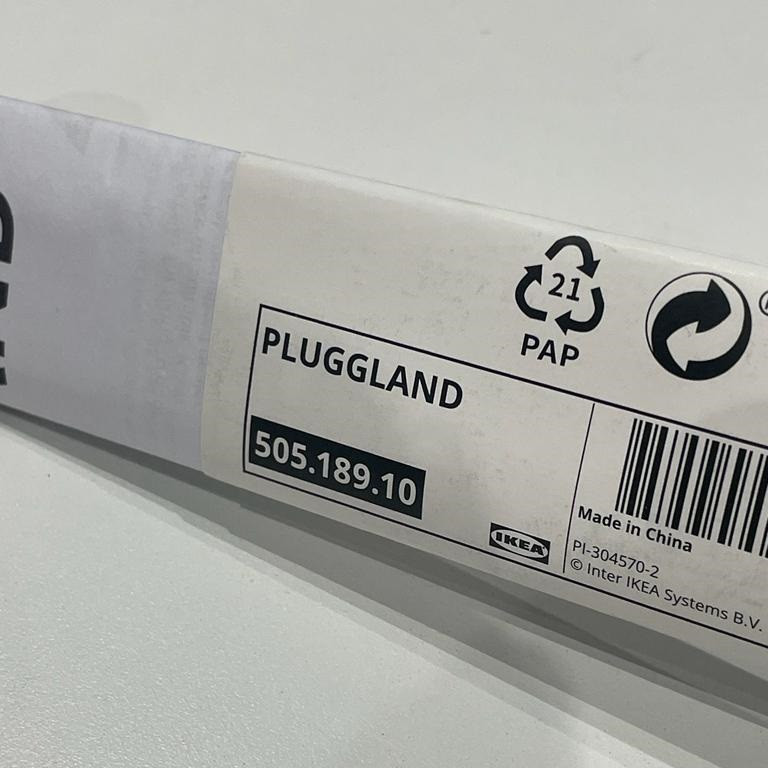 21
PAP
PLUGGLAND
505.189.10
IKEA
Made in China
PI-304570-2
© Inter IKEA Systems B.V.